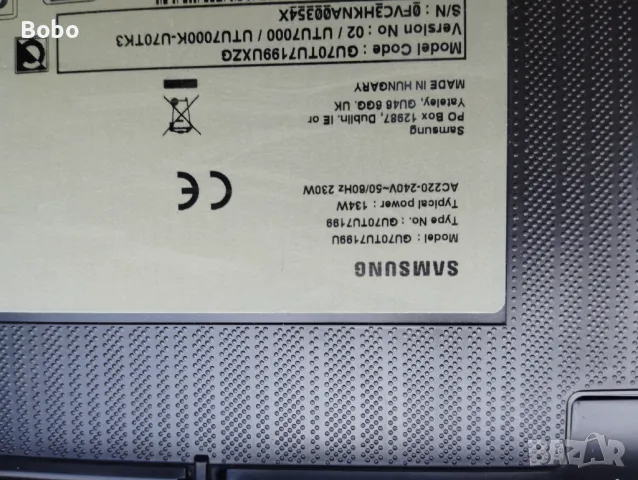 Bobo
SAMSUNG
Model : GU70TU7199U
Type No. : GU70TU7199
Typical power : 134W
AC220-240V~50/60Hz 230W
CE
Samsung
PO Box 12987, Dublin. IE or
Yateley, GU46 6GG. UK
MADE IN HUNGARY
Model Code : GU70TU7199UXZG
Version No : 02 / UTU7000 / UTU7000K-U70TK3
S/N : 0FVC3HKNA00354X
BAZAR